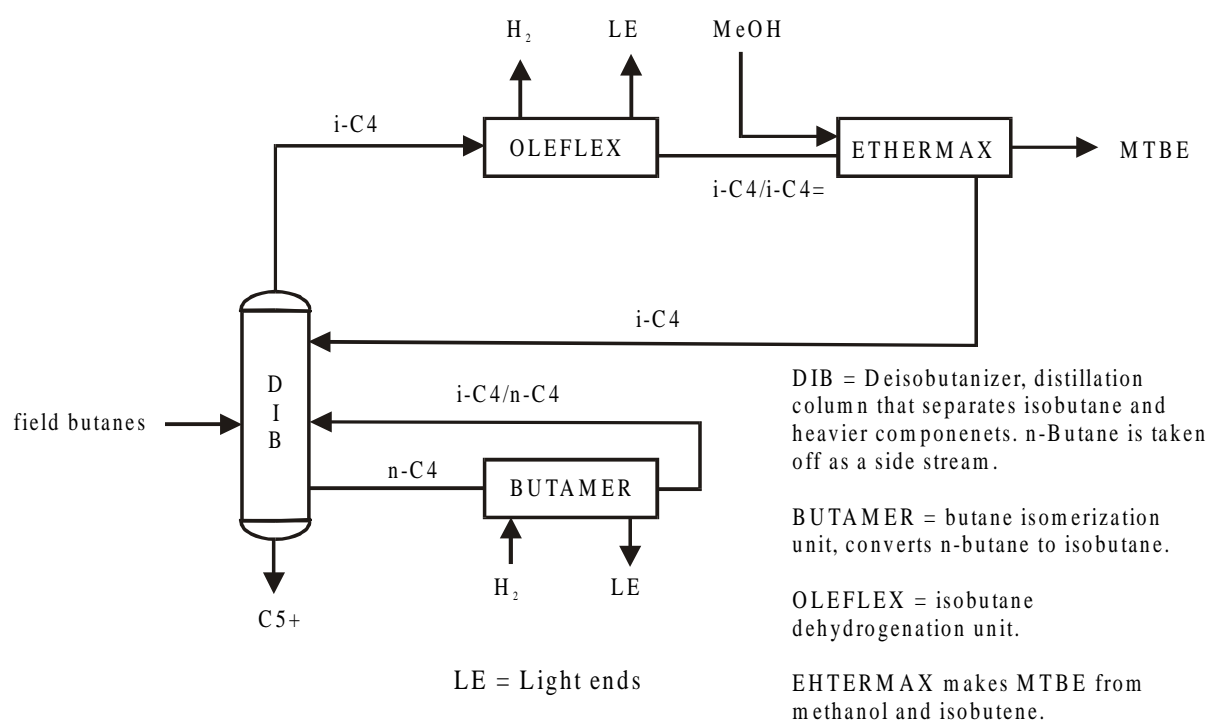 H₂
LE
MeOH
i-C4
OLEFLEX
ETHERMAX
MTBE
i-C4/i-C4=
i-C4
D
I
B
field butanes
i-C4/n-C4
n-C4
BUTAMER
H₂
LE
C5+
LE = Light ends
DIB = Deisobutanizer, distillation
column that separates isobutane and
heavier componenets. n-Butane is taken
off as a side stream.
BUTAMER = butane isomerization
unit, converts n-butane to isobutane.
OLEFLEX = isobutane
dehydrogenation unit.
EHTERMAX makes MTBE from
methanol and isobutene.